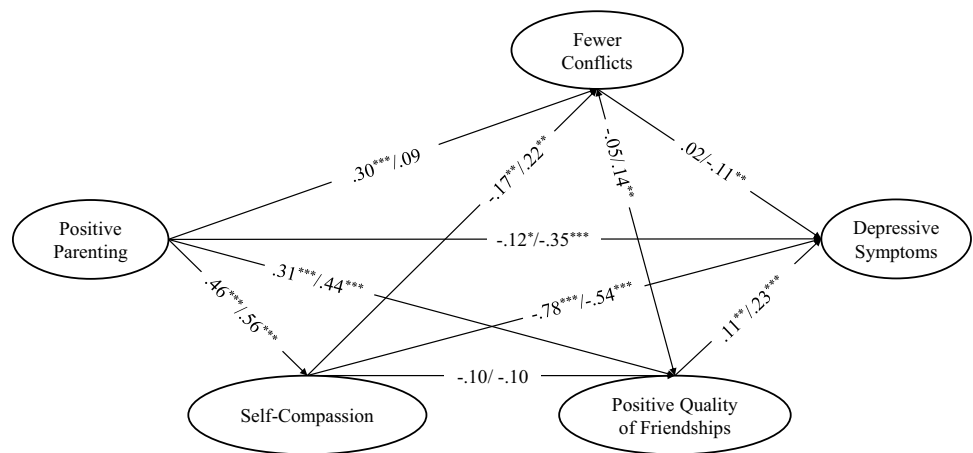 Fewer
Conflicts
.30***/.09
-.17**/.22**
-.05/.14**
.02/-.11**
Positive
Parenting
-.12*/-.35***
Depressive
Symptoms
.46***/.56***
.31***/.44***
-.78***/-.54***
.11**/.23***
-.10/ -.10
Self-Compassion
Positive Quality
of Friendships